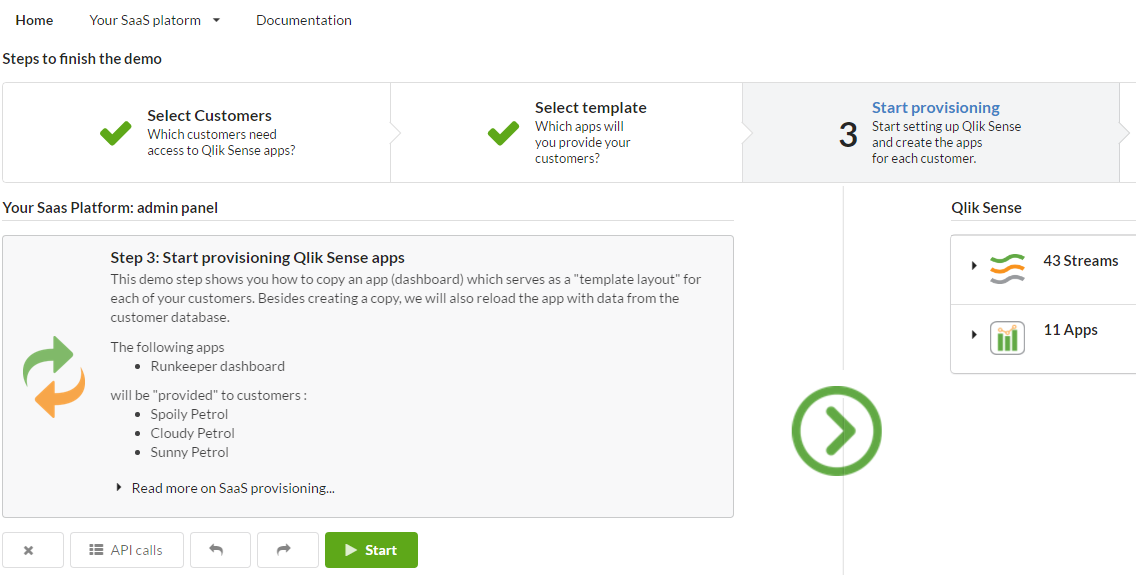 Home Your SaaS platorm Documentation
Steps to finish the demo
Select Customers
Which customers need
access to Qlik Sense apps?
Select template
Which apps will
you provide your
customers?
3
Start provisioning
Start setting up Qlik Sense
and create the apps
for each customer.
Your Saas Platform: admin panel
Step 3: Start provisioning Qlik Sense apps
This demo step shows you how to copy an app (dashboard) which serves as a "template layout" for
each of your customers. Besides creating a copy, we will also reload the app with data from the
customer database.
The following apps
• Runkeeper dashboard
will be "provided" to customers :
• Spoily Petrol
• Cloudy Petrol
• Sunny Petrol
Read more on SaaS provisioning...
API calls Start
Qlik Sense
43 Streams
11 Apps